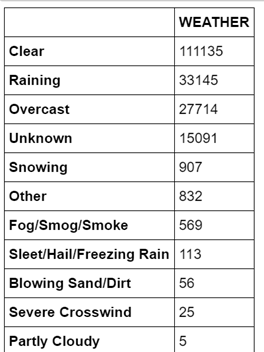 WEATHER
Clear 111135
Raining 33145
Overcast 27714
Unknown 15091
Snowing 907
Other 832
Fog/Smog/Smoke 569
Sleet/Hail/Freezing Rain 113
Blowing Sand/Dirt 56
Severe Crosswind 25
Partly Cloudy 5